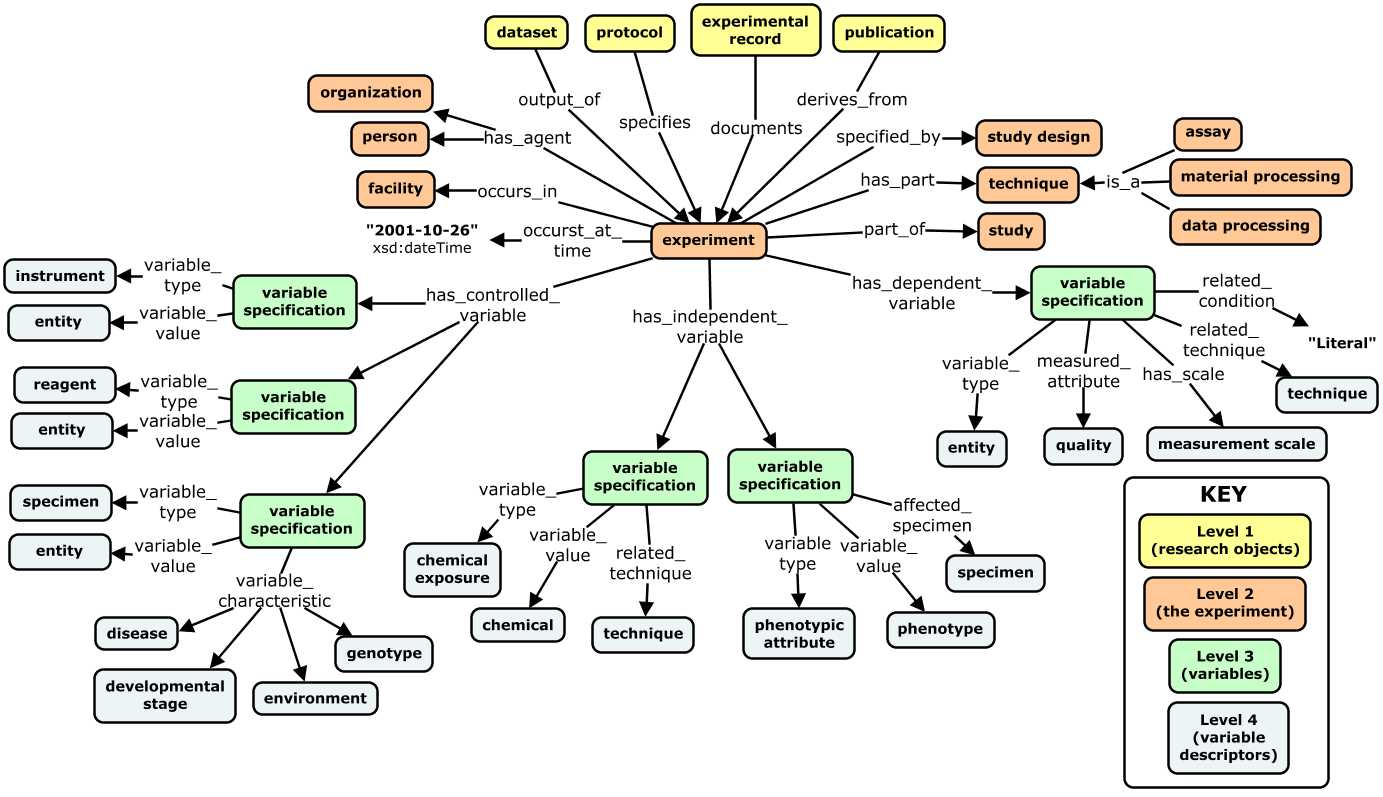 dataset
protocol
experimental
record
publication
organization
person
facility
output_of
specifies
documents
derives_from
has_agent
occurs_in
"2001-10-26"
xsd:dateTime
occurst_at_
time
experiment
specified_by
study design
has_part
technique
is_a
assay
material processing
data processing
part_of
study
instrument
variable_
type
variable
specification
entity
variable_
value
has_controlled_
variable
reagent
variable_
type
variable
specification
entity
variable_
value
specimen
variable_
type
variable
specification
entity
variable_
value
variable_
characteristic
disease
developmental
stage
environment
genotype
has_independent_
variable
variable
specification
variable_
type
chemical
exposure
variable_
value
chemical
related_
technique
technique
variable
specification
variable
type
phenotypic
attribute
variable_
value
phenotype
affected_
specimen
specimen
has_dependent_
variable
variable
specification
related_
condition
"Literal"
related_
technique
technique
variable_
type
entity
measured_
attribute
quality
has_scale
measurement scale
KEY
Level 1
(research objects)
Level 2
(the experiment)
Level 3
(variables)
Level 4
(variable
descriptors)